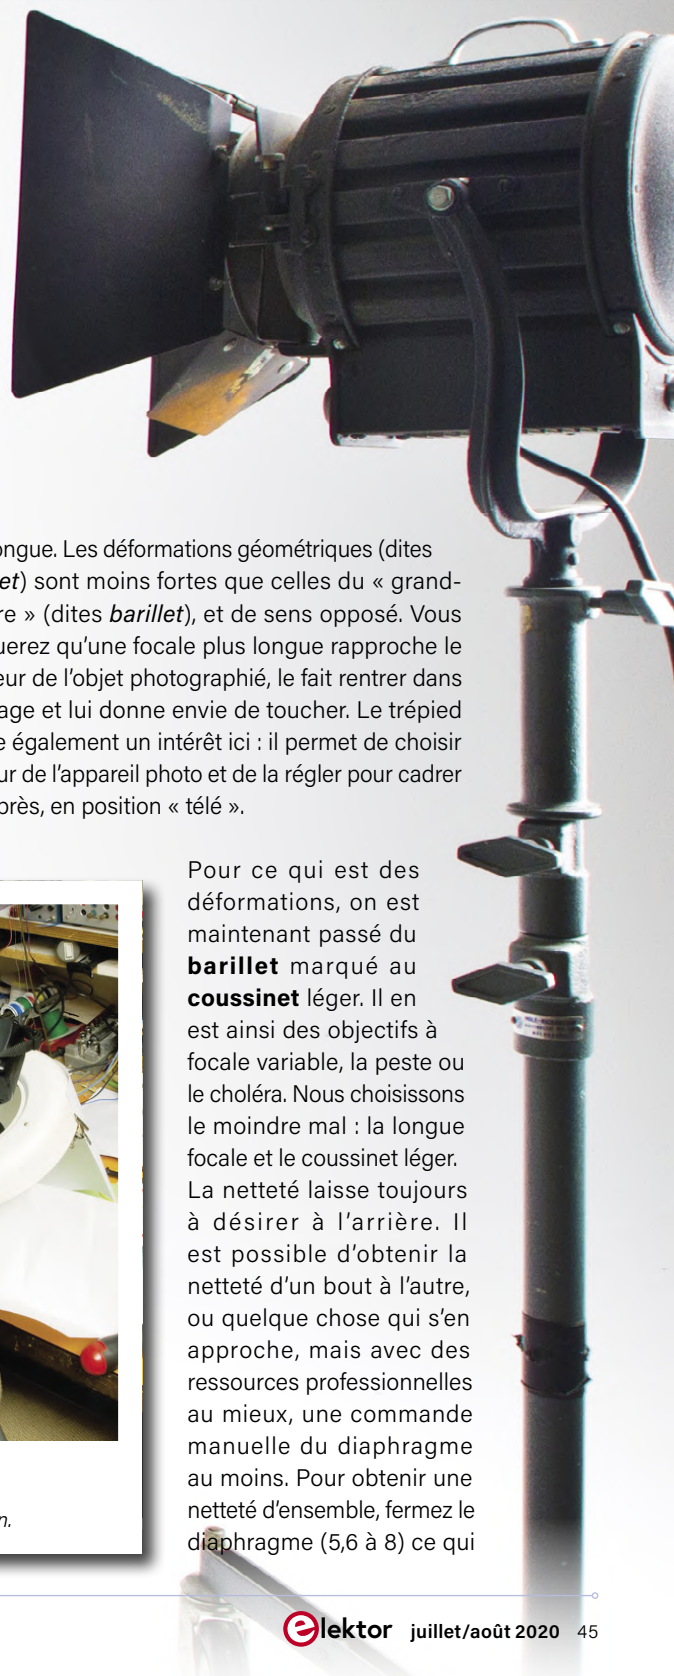 ongue. Les déformations géométriques (dites
et) sont moins fortes que celles du « grand-
re » (dites barillet), et de sens opposé. Vous
uerez qu’une focale plus longue rapproche le
eur de l’objet photographié, le fait rentrer dans
age et lui donne envie de toucher. Le trépied
e également un intérêt ici : il permet de choisir
ur de l’appareil photo et de la régler pour cadrer
près, en position « télé ».
Pour ce qui est des
déformations, on est
maintenant passé du
barillet marqué au
coussinet léger. Il en
est ainsi des objectifs à
focale variable, la peste ou
le choléra. Nous choisissons
le moindre mal : la longue
focale et le coussinet léger.
La netteté laisse toujours
à désirer à l’arrière. Il
est possible d’obtenir la
netteté d’un bout à l’autre,
ou quelque chose qui s’en
approche, mais avec des
ressources professionnelles
au mieux, une commande
manuelle du diaphragme
au moins. Pour obtenir une
netteté d’ensemble, fermez le
diaphragme (5,6 à 8) ce qui
n.
elektor juillet/août 2020 45